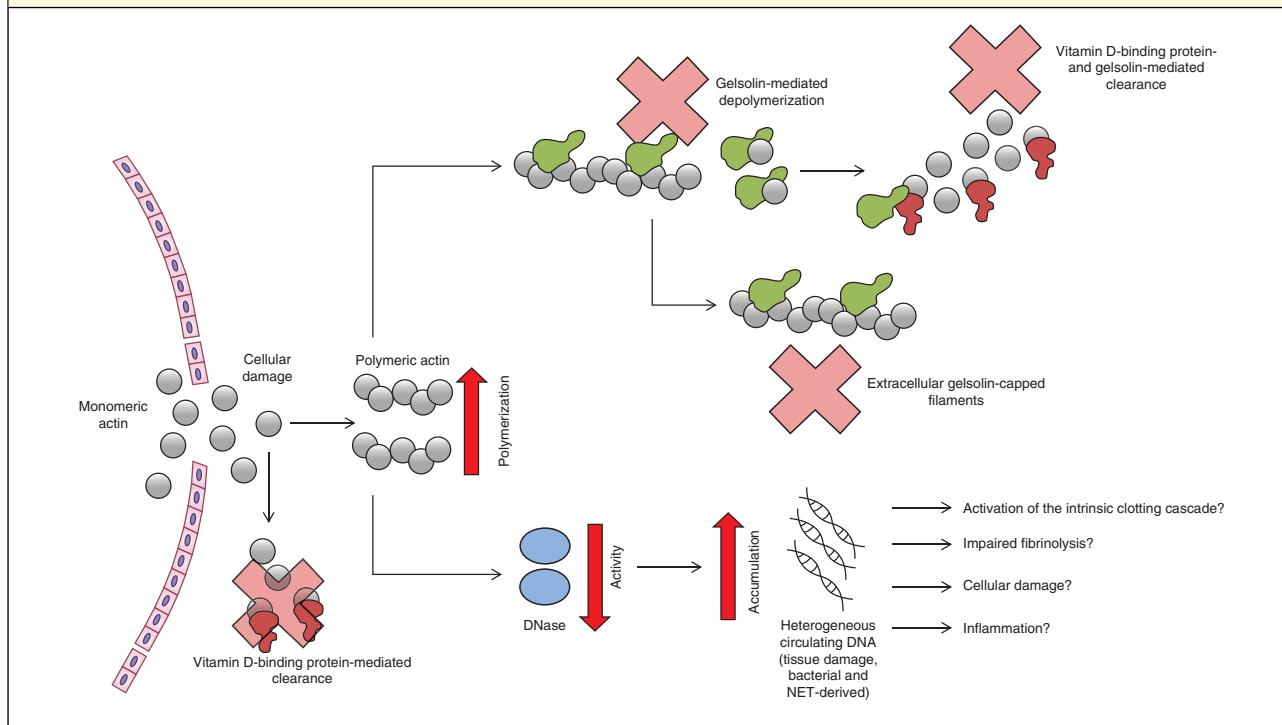 Gelsolin-mediated
depolymerization
Vitamin D-binding protein-
and gelsolin-mediated
clearance
Cellular
damage
Monomeric
actin
Polymeric actin
Polymerization
Extracellular gelsolin-capped
filaments
Vitamin D-binding protein-mediated
clearance
DNase
Activity
Accumulation
Heterogeneous
circulating DNA
(tissue damage,
bacterial and
NET-derived)
Activation of the intrinsic clotting cascade?
Impaired fibrinolysis?
Cellular damage?
Inflammation?